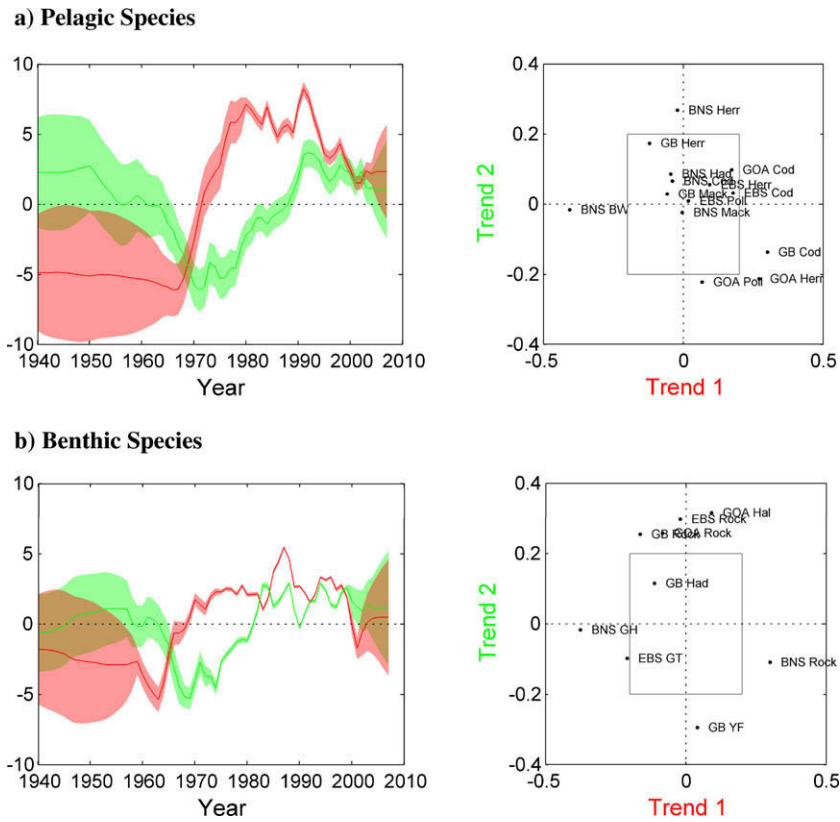 a) Pelagic Species
10
5
0
-5
-10
1940 1950 1960 1970 1980 1990 2000 2010
Year
0.4
0.2
0
-0.2
-0.4
-0.5 0 0.5
Trend 2
Trend 1
BNS Herr
GB Herr
BNS Had
GOA Cod
BNS Cod
EBS Herr
GB Mack
EBS Cod
EBS Poll
BNS BW
BNS Mack
GB Cod
GOA Poll
GOA Herr
b) Benthic Species
10
5
0
-5
-10
1940 1950 1960 1970 1980 1990 2000 2010
Year
0.4
0.2
0
-0.2
-0.4
-0.5 0 0.5
Trend 2
Trend 1
GOA Hal
EBS Rock
GB Rock
GOA Rock
GB Had
BNS GH
EBS GT
BNS Rock
GB YF